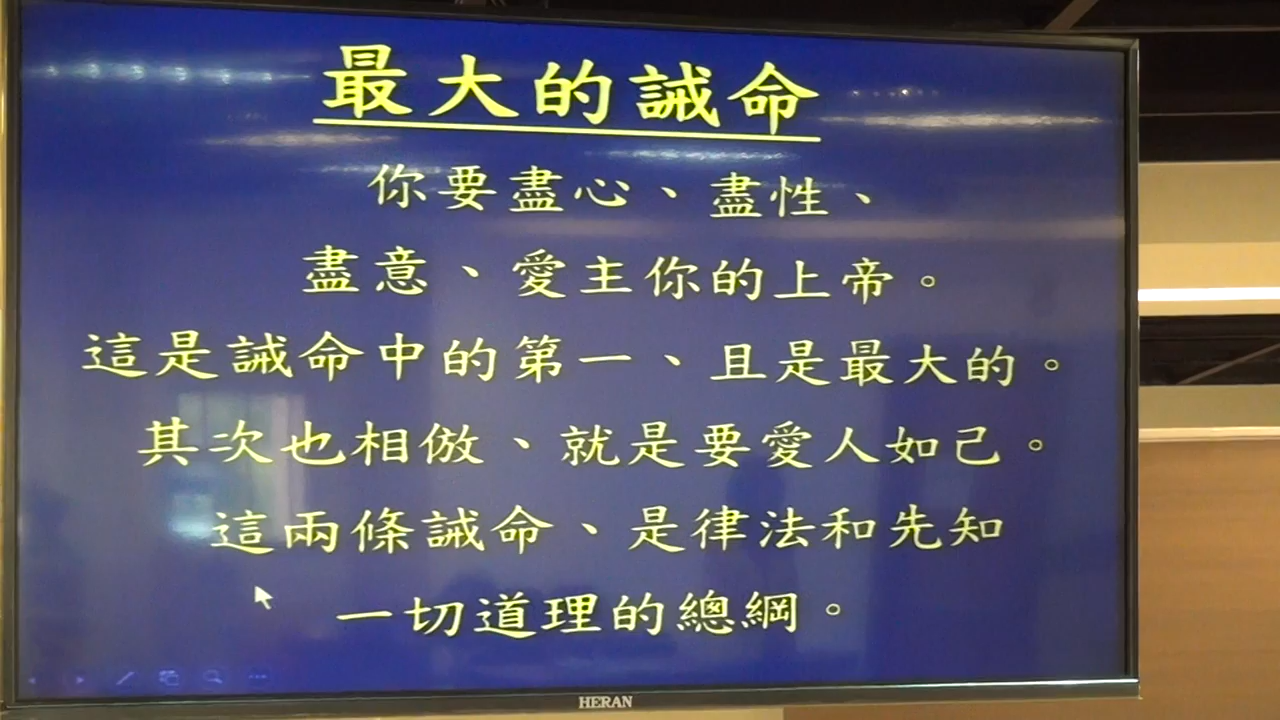 最大的誡命
你要盡心、盡性、
盡意、愛主你的上帝。
這是誡命中的第一、且是最大的。
其次也相倣、就是要愛人如己。
這兩條誡命、是律法和先知
一切道理的總綱。
HERAN